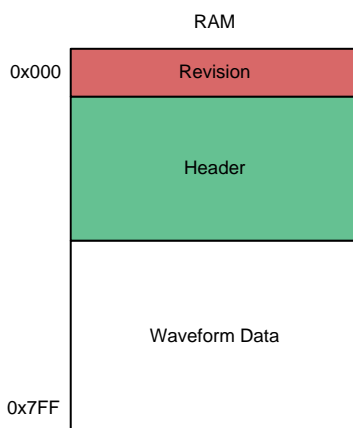 RAM
0x000
Revision
Header
Waveform Data
0x7FF